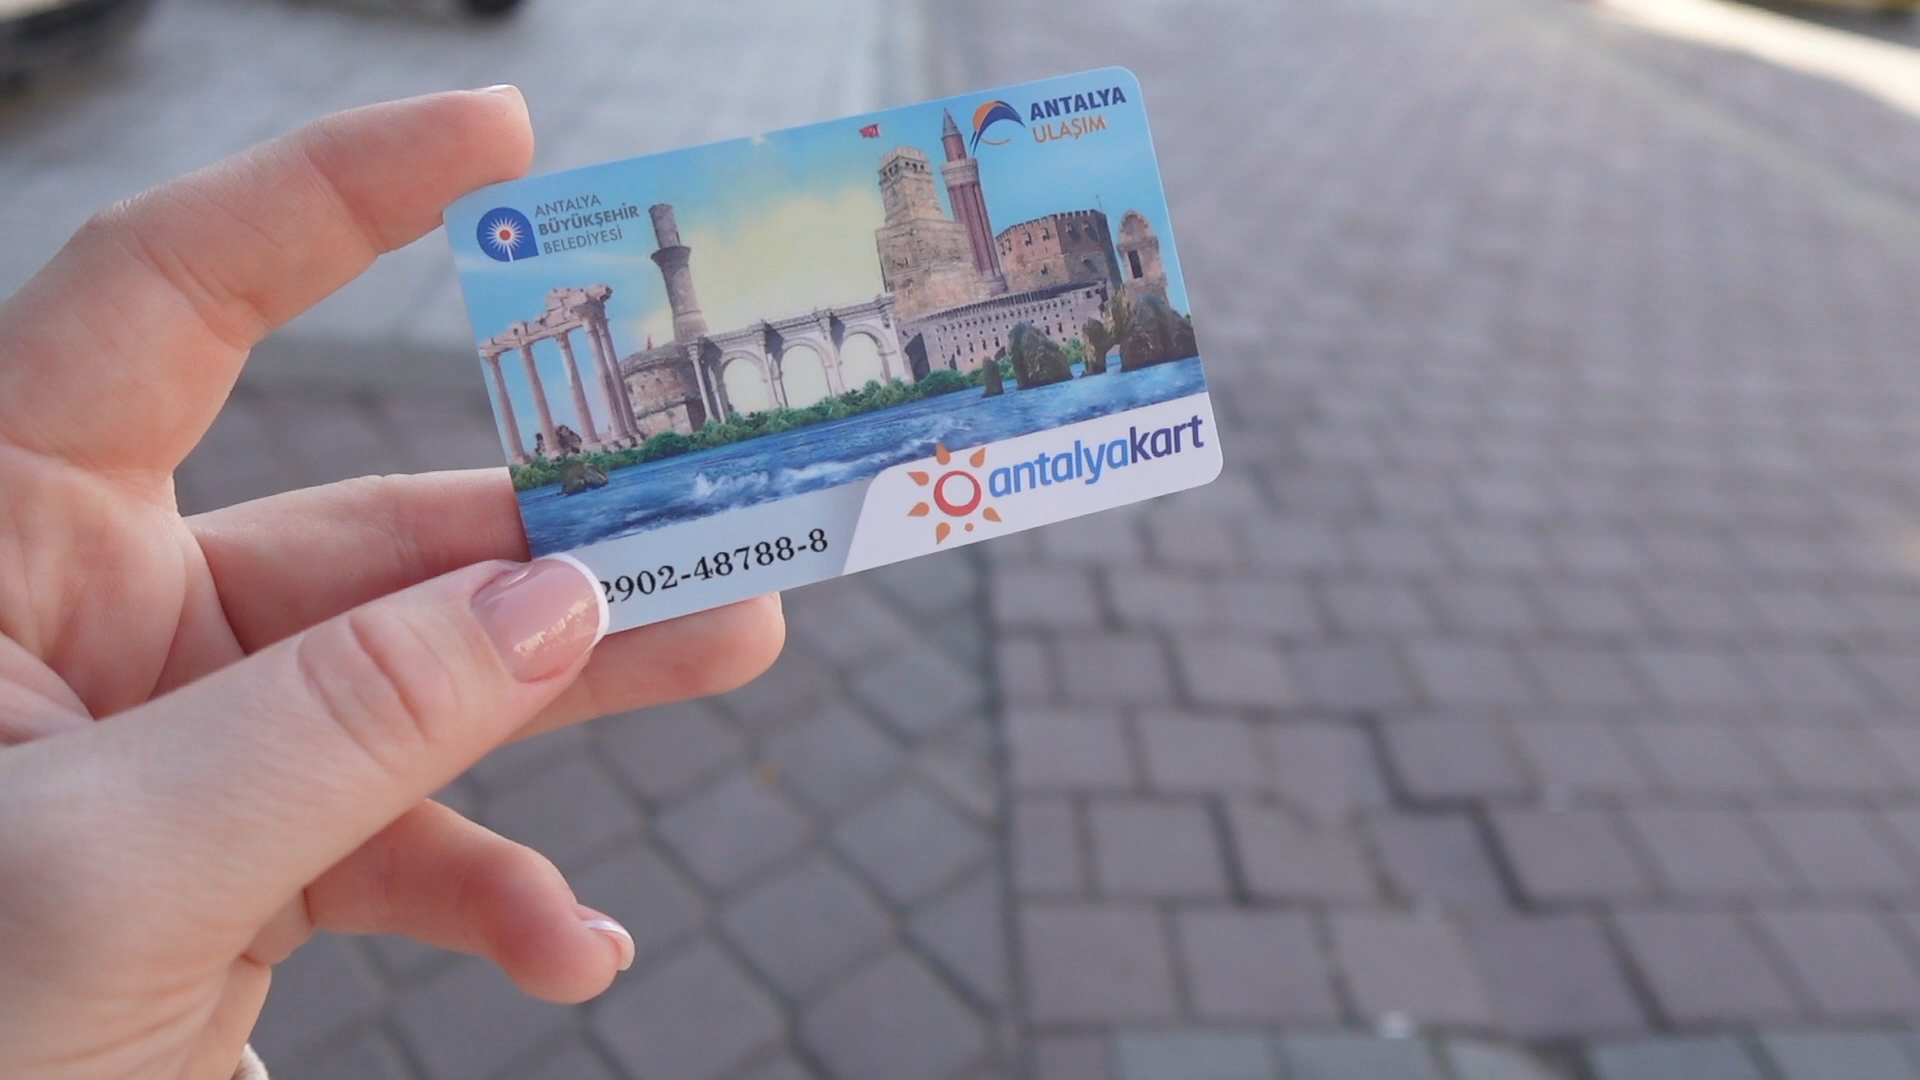 ANTALYA
BÜYÜKŞEHİR
BELEDİYESİ
ANTALYA
ULAŞIM
antalyakart
2902-48788-8